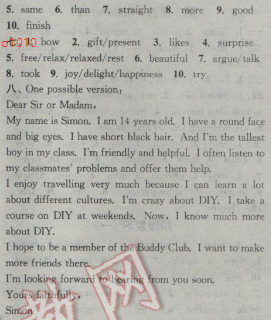 5. same 6. than 7. straight 8. more 9. good
10. finish
七、1. how 2. gift/present 3. likes 4. surprise
5. free/relax/relaxed/rest 6. beautiful 7. argue/talk
8. took 9. joy/delight/happiness 10. try
八、One possible version:
Dear Sir or Madam,
My name is Simon. I am 14 years old. I have a round face
and big eyes. I have short black hair. And I'm the tallest
boy in my class. I'm friendly and helpful. I often listen to
my classmates' problems and offer them help.
I enjoy travelling very much because I can learn a lot
about different cultures. I'm crazy about DIY. I take a
course on DIY at weekends. Now, I know much more
about DIY.
I hope to be a member of the Buddy Club. I want to make
more friends there.
I'm looking forward to hearing from you soon.
Yours faithfully,
Simon